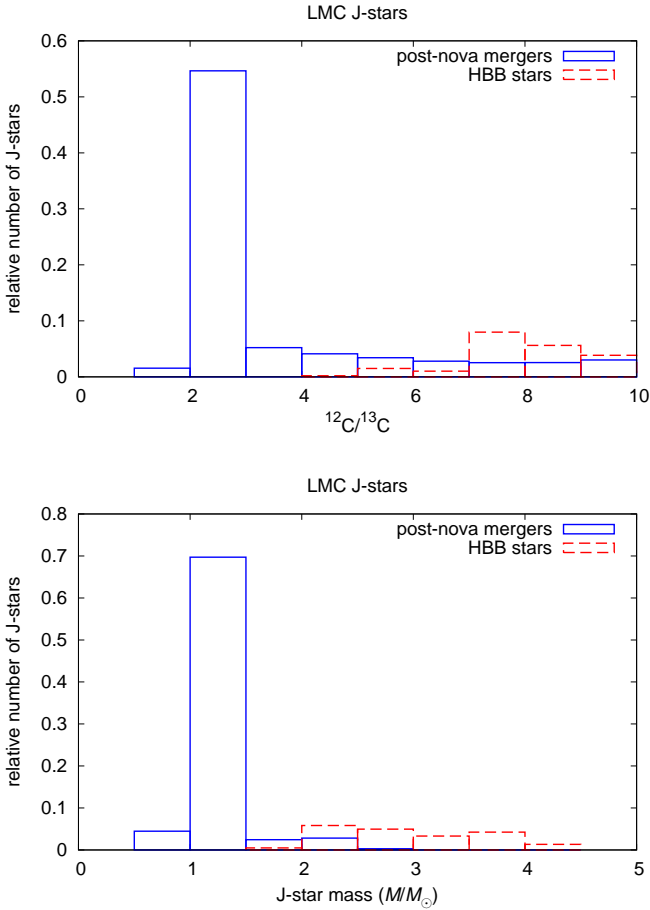 LMC J-stars
0.6
0.5
0.4
0.3
0.2
0.1
0
relative number of J-stars
post-nova mergers
HBB stars
0 2 4 6 8 10
¹²C/¹³C
LMC J-stars
0.8
0.7
0.6
0.5
0.4
0.3
0.2
0.1
0
relative number of J-stars
post-nova mergers
HBB stars
0 1 2 3 4 5
J-star mass (M/M☉)